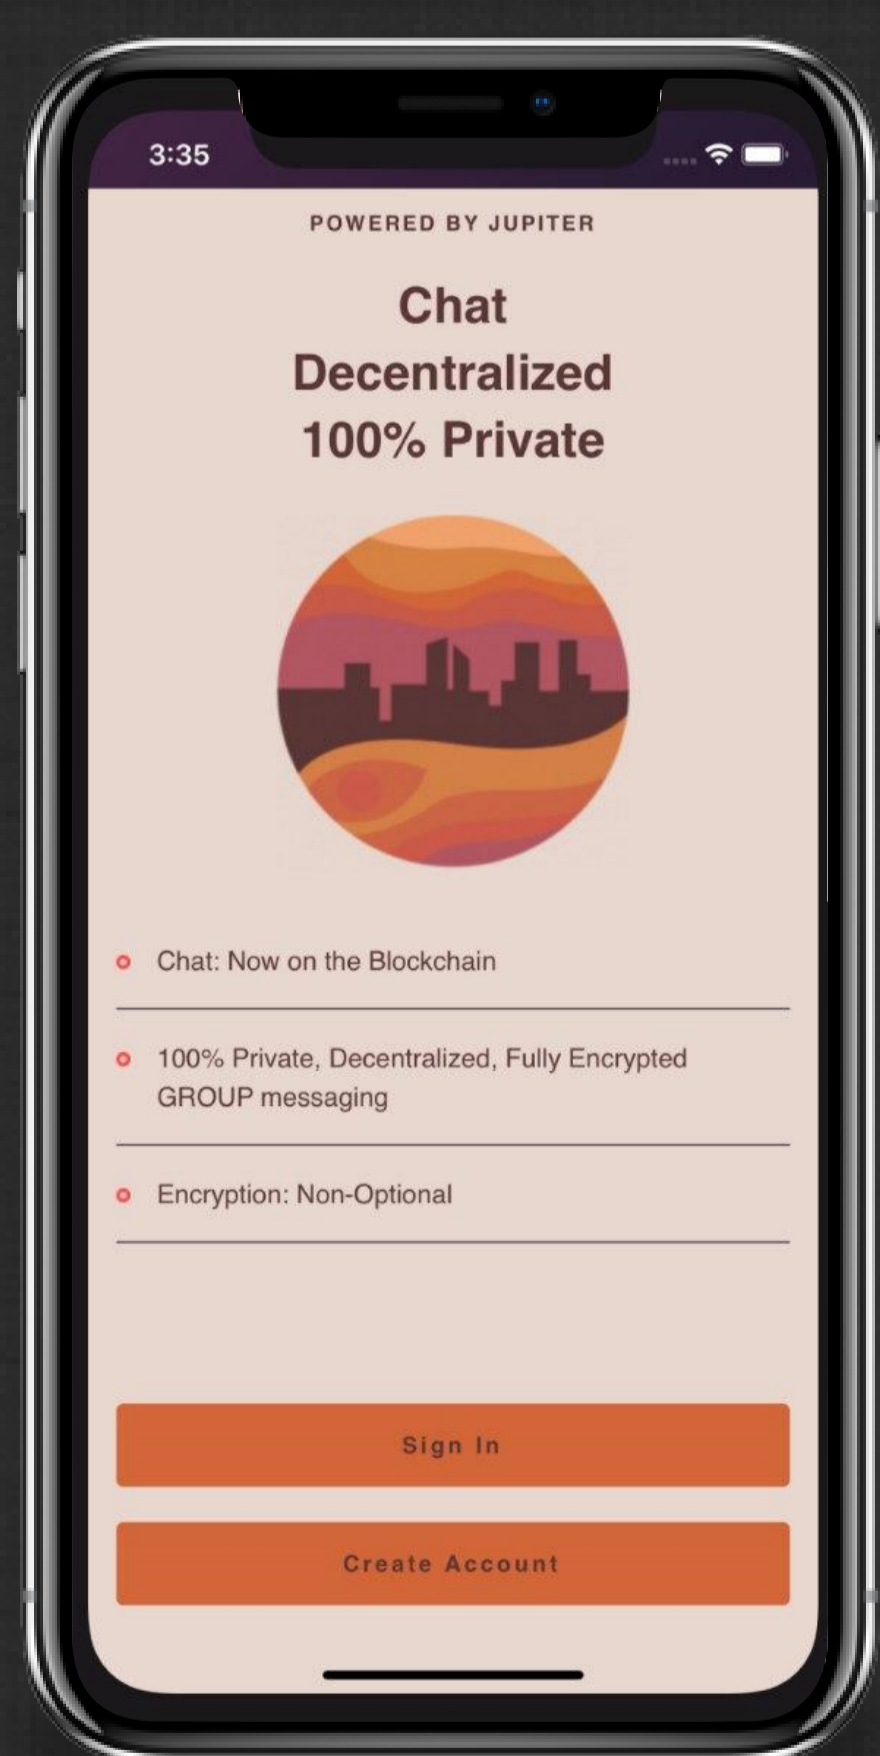 3:35
POWERED BY JUPITER
Chat
Decentralized
100% Private
Chat: Now on the Blockchain
100% Private, Decentralized, Fully Encrypted
GROUP messaging
Encryption: Non-Optional
Sign In
Create Account